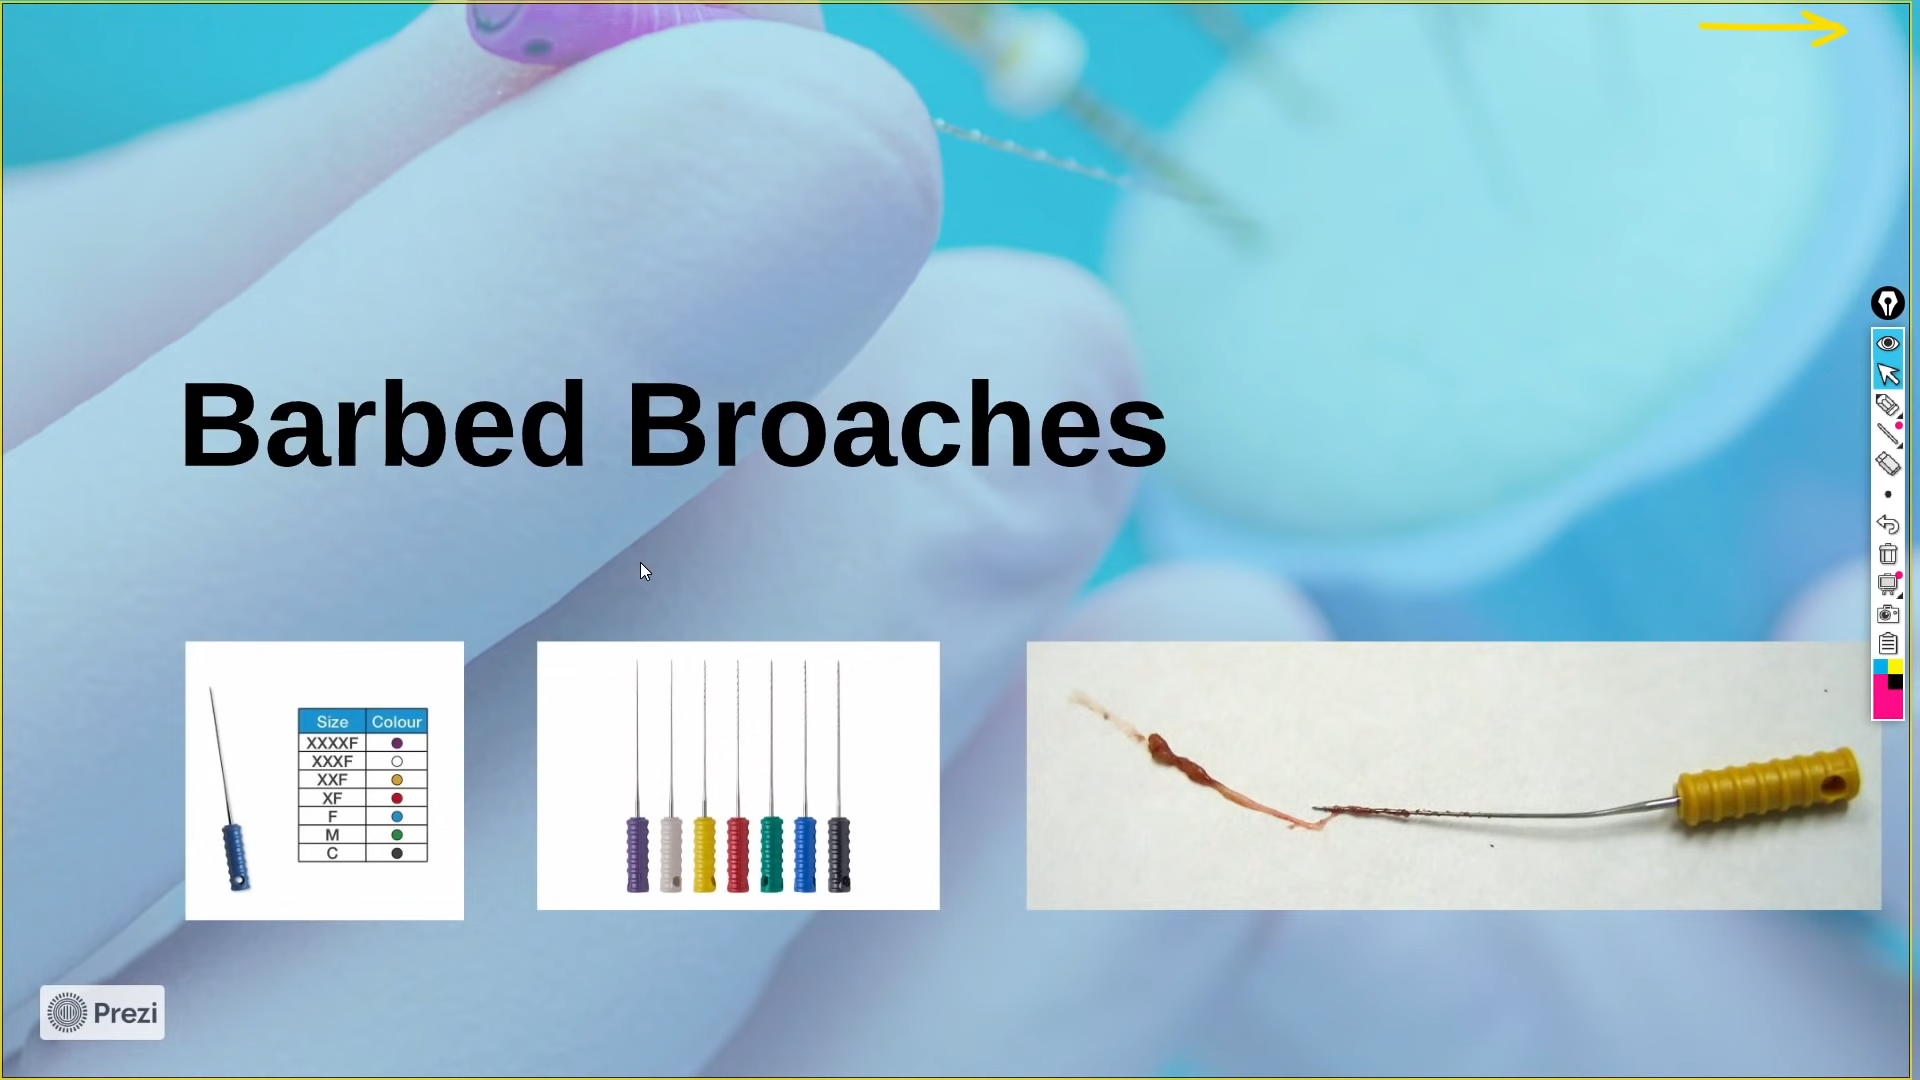 Barbed Broaches
Size Colour
XXXXF
XXXF
XXF
XF
F
M
C
Prezi